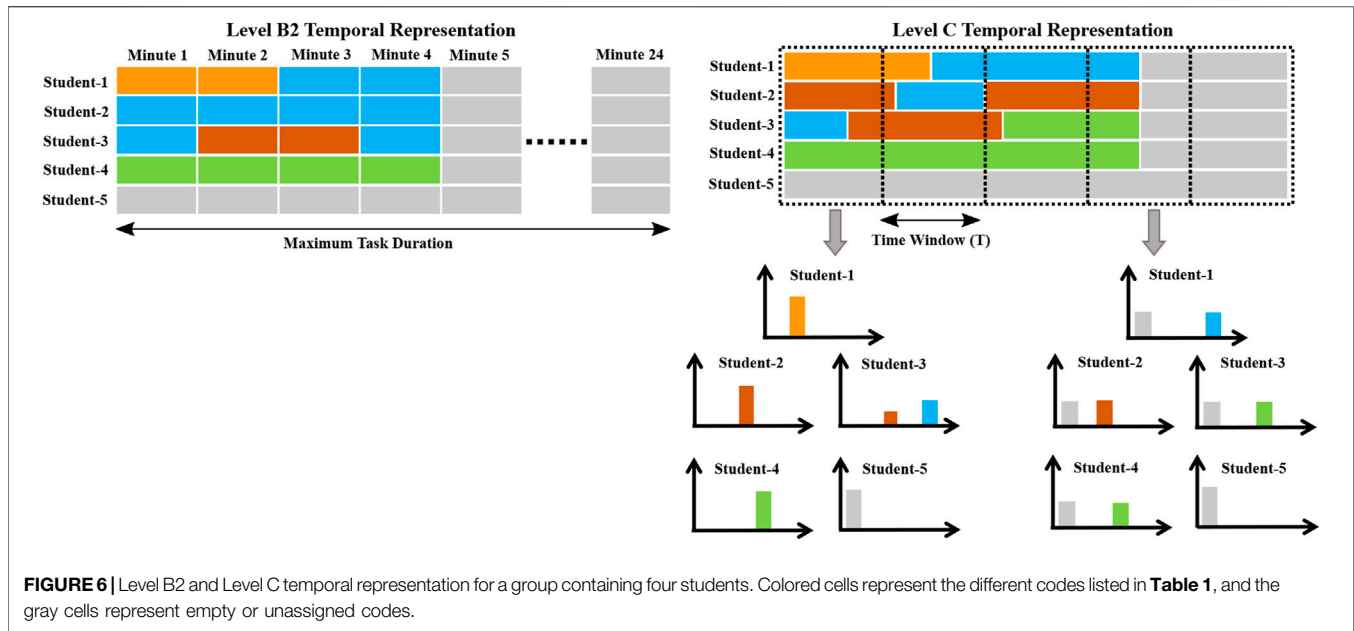 Level B2 Temporal Representation
Minute 1 Minute 2 Minute 3 Minute 4 Minute 5 Minute 24
Student-1
Student-2
Student-3
Student-4
Student-5
Maximum Task Duration
Level C Temporal Representation
Student-1
Student-2
Student-3
Student-4
Student-5
Time Window (T)
Student-1
Student-2 Student-3
Student-4 Student-5
Student-1
Student-2 Student-3
Student-4 Student-5
FIGURE 6 | Level B2 and Level C temporal representation for a group containing four students. Colored cells represent the different codes listed in Table 1, and the
gray cells represent empty or unassigned codes.